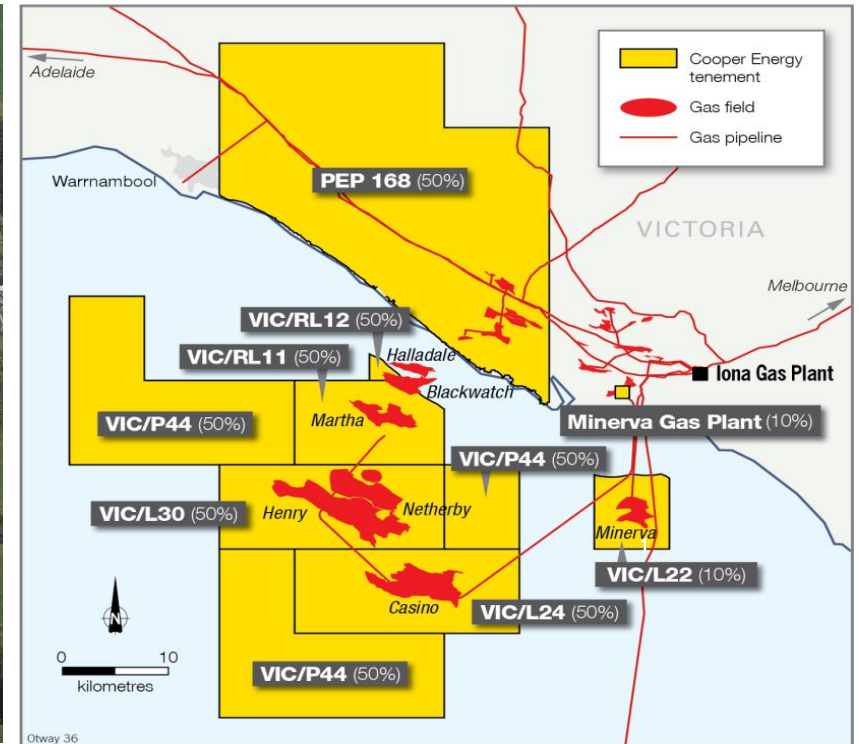 Adelaide
Cooper Energy
tenement
Gas field
Gas pipeline
Warrnambool
PEP 168 (50%)
VICTORIA
Melbourne
VIC/RL12 (50%)
VIC/RL11 (50%)
Halladale
Blackwatch
Iona Gas Plant
Martha
VIC/P44 (50%)
Minerva Gas Plant (10%)
VIC/P44 (50%)
VIC/L30 (50%)
Henry
Netherby
Minerva
VIC/L22 (10%)
Casino
VIC/L24 (50%)
N
0 10
kilometres
VIC/P44 (50%)
Otway 36